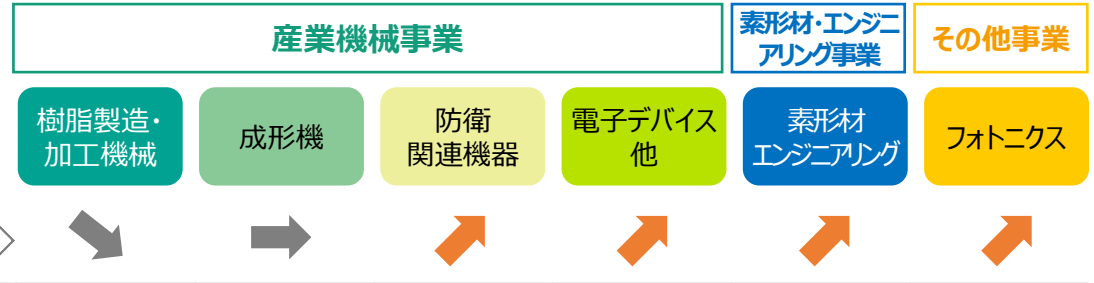 産業機械事業
素形材・エンジニ
アリング事業
その他事業
樹脂製造・
加工機械
成形機
防衛
関連機器
電子デバイス
他
素形材
エンジニアリング
フォトニクス